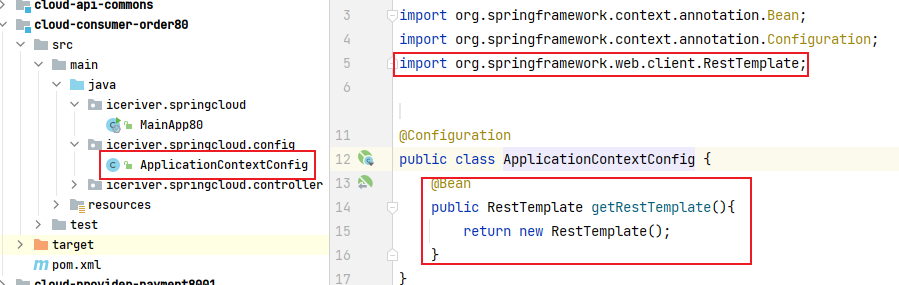 cloud-api-commons
cloud-consumer-order80
src
main
java
iceriver.springcloud
MainApp80
iceriver.springcloud.config
ApplicationContextConfig
iceriver.springcloud.controller
resources
test
target
pom.xml
cloud-provider-payment8001
3 import org.springframework.context.annotation.Bean;
4 import org.springframework.context.annotation.Configuration;
5 import org.springframework.web.client.RestTemplate;
6
11 @Configuration
12 public class ApplicationContextConfig {
13 @Bean
14 public RestTemplate getRestTemplate(){
15 return new RestTemplate();
16 }
17 }